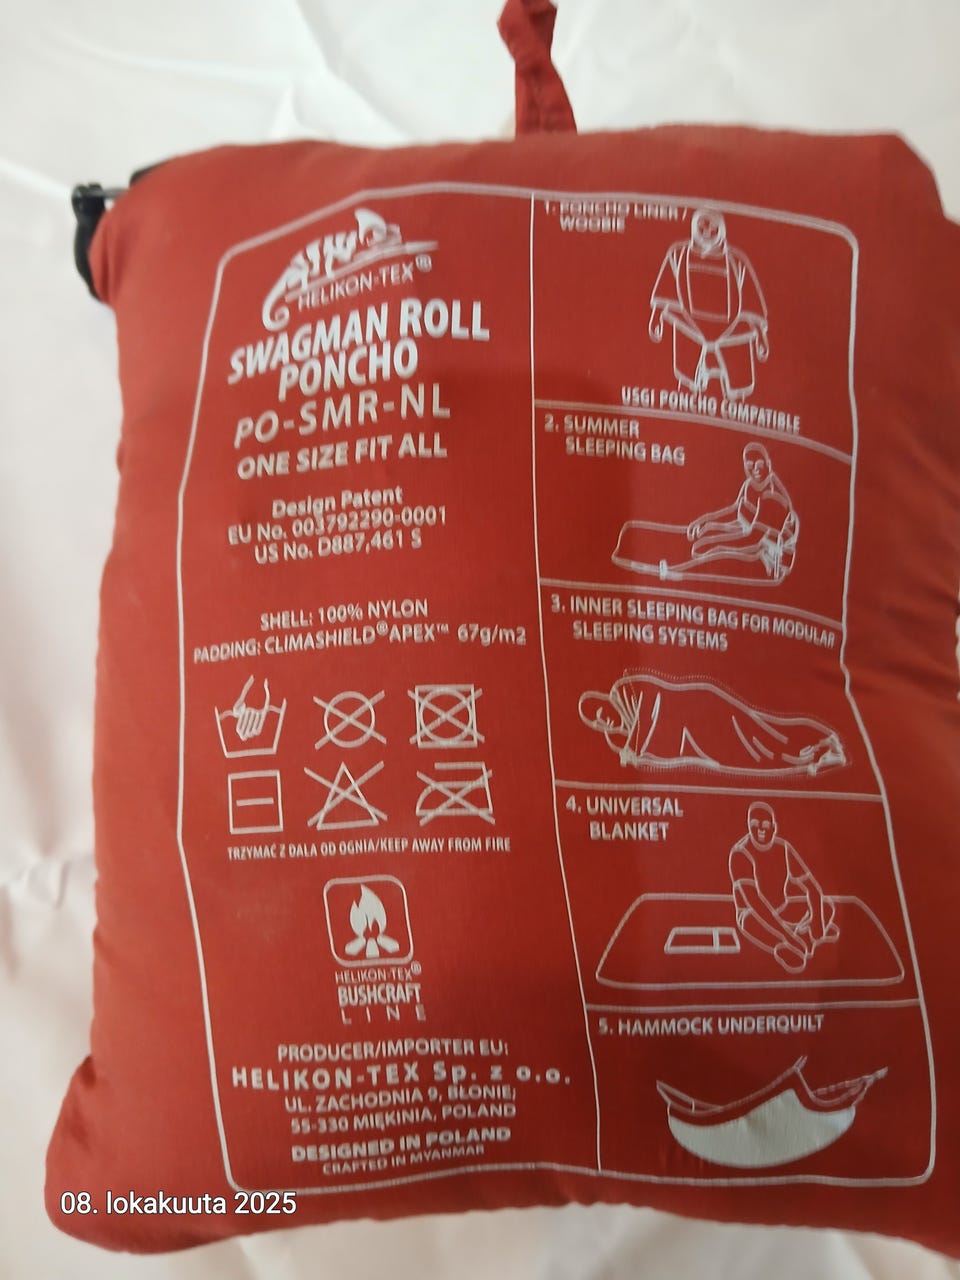 HELIKON-TEX®
SWAGMAN ROLL
PONCHO
PO-SMR-NL
ONE SIZE FIT ALL
Design Patent
EU No. 003792290-0001
US No. D887,461 S
SHELL: 100% NYLON
PADDING: CLIMASHIELD® APEX™ 67g/m2
TRZYMAĆ Z DALA OD OGNIA/KEEP AWAY FROM FIRE
HELIKON-TEX®
BUSHCRAFT
LINE
PRODUCER/IMPORTER EU:
HELIKON-TEX Sp. z o.o.
UL. ZACHODNIA 9, BŁONIE;
55-330 MIĘKINIA, POLAND
DESIGNED IN POLAND
CRAFTED IN MYANMAR
1. PONCHO LINER /
WOOBIE
USGI PONCHO COMPATIBLE
2. SUMMER
SLEEPING BAG
3. INNER SLEEPING BAG FOR MODULAR
SLEEPING SYSTEMS
4. UNIVERSAL
BLANKET
5. HAMMOCK UNDERQUILT
08. lokakuuta 2025